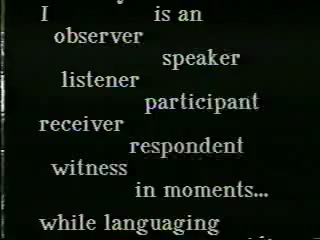 I is an
observer
speaker
listener
participant
receiver
respondent
witness
in moments...
while languaging